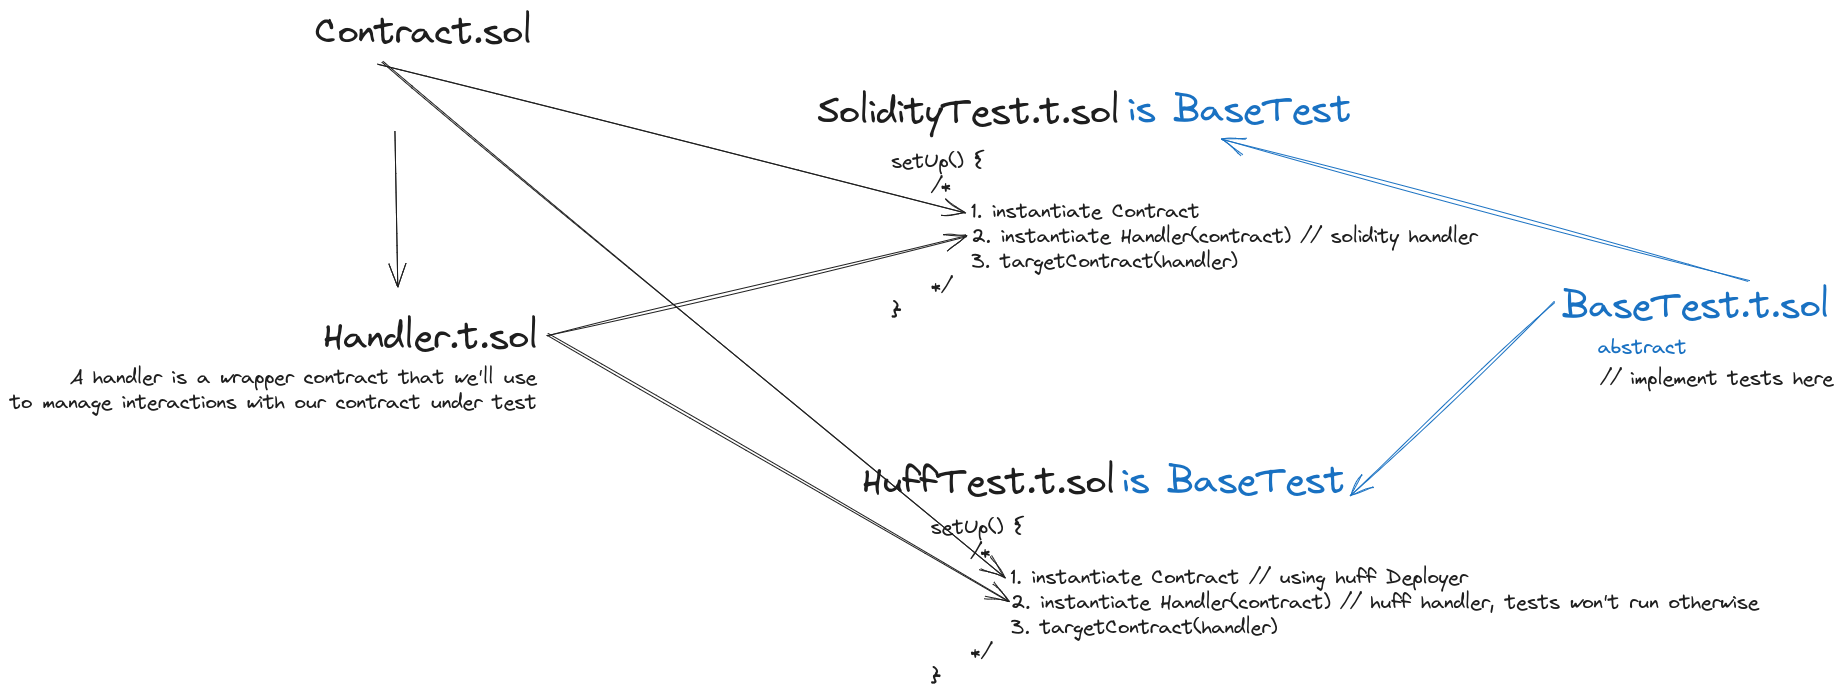 Contract.sol
SolidityTest.t.sol is BaseTest
setUp() {
/*
1. instantiate Contract
2. instantiate Handler(contract) // solidity handler
3. targetContract(handler)
*/
}
BaseTest.t.sol
abstract
// implement tests here
Handler.t.sol
A handler is a wrapper contract that we'll use
to manage interactions with our contract under test
HuffTest.t.sol is BaseTest
setUp() {
/*
1. instantiate Contract // using huff Deployer
2. instantiate Handler(contract) // huff handler, tests won't run otherwise
3. targetContract(handler)
*/
}